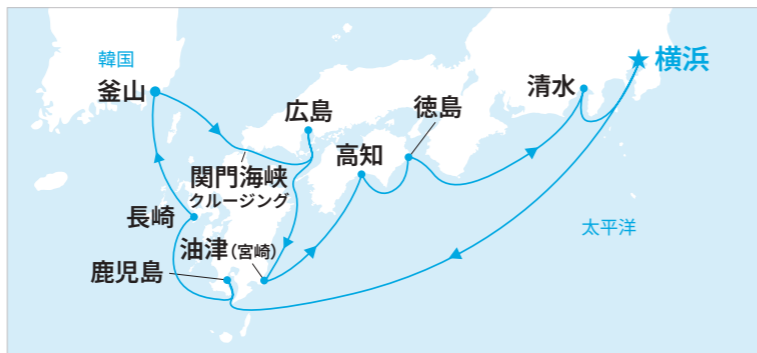 韓国
釜山
★横浜
清水
広島
徳島
高知
関門海峡
クルージング
長崎
油津(宮崎)
太平洋
鹿児島